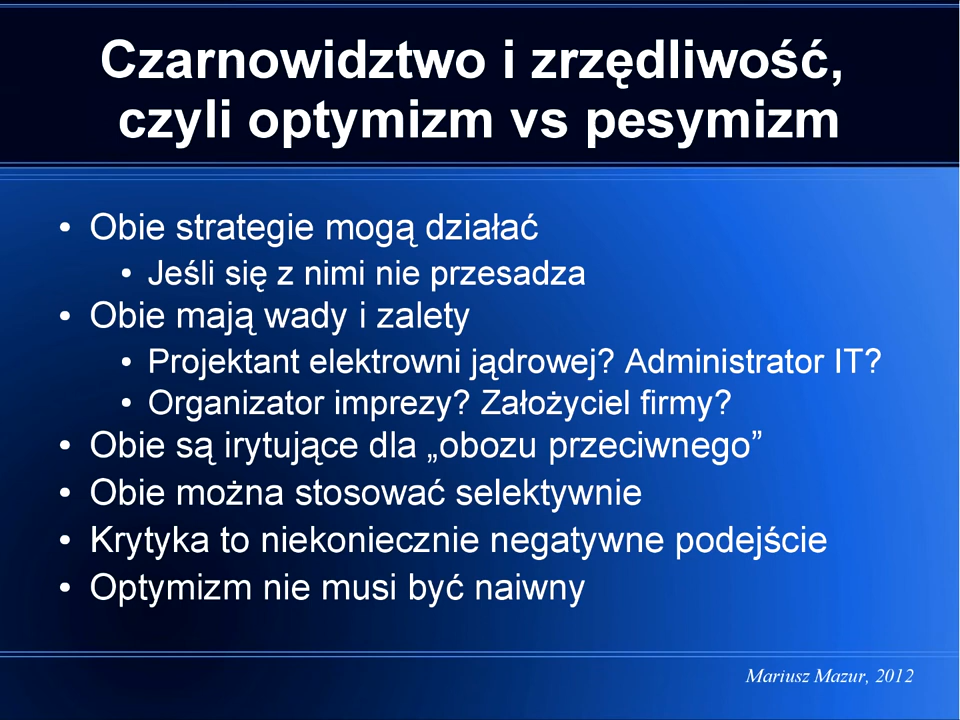 Czarnowidztwo i zrzędliwość,
czyli optymizm vs pesymizm
• Obie strategie mogą działać
• Jeśli się z nimi nie przesadza
• Obie mają wady i zalety
• Projektant elektrowni jądrowej? Administrator IT?
• Organizator imprezy? Założyciel firmy?
• Obie są irytujące dla „obozu przeciwnego”
• Obie można stosować selektywnie
• Krytyka to niekoniecznie negatywne podejście
• Optymizm nie musi być naiwny
Mariusz Mazur, 2012